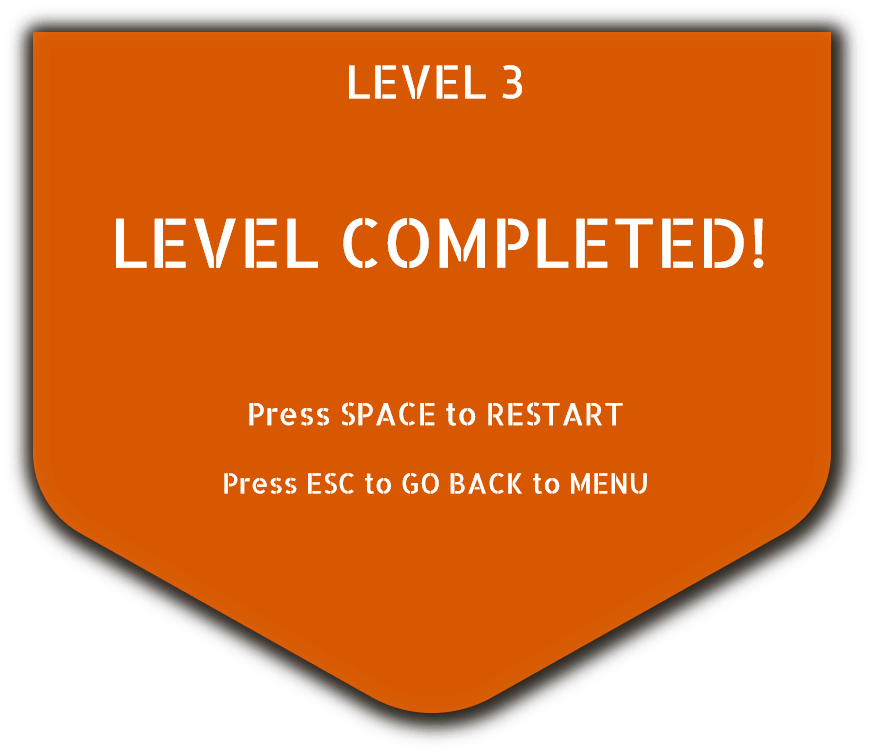 LEVEL 3
LEVEL COMPLETED!
Press SPACE to RESTART
Press ESC to GO BACK to MENU